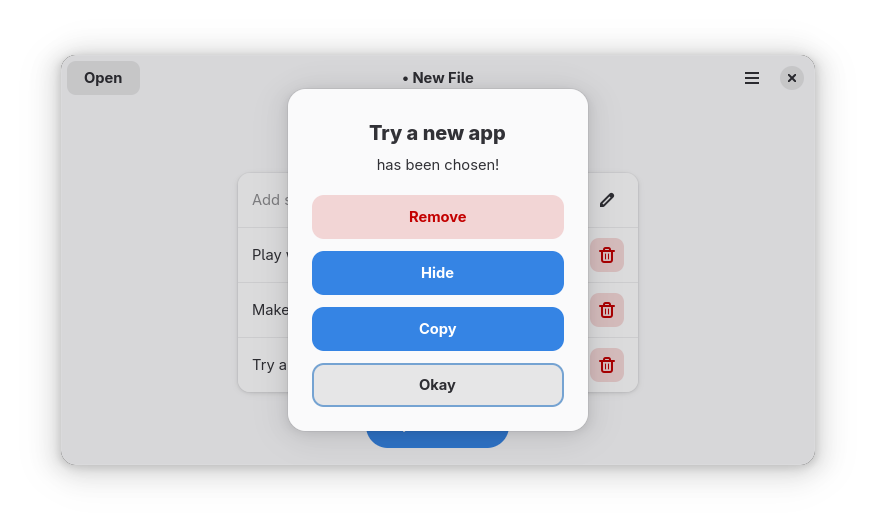 Open
• New File
Try a new app
has been chosen!
Add
Remove
Play
Hide
Make
Copy
Try a
Okay